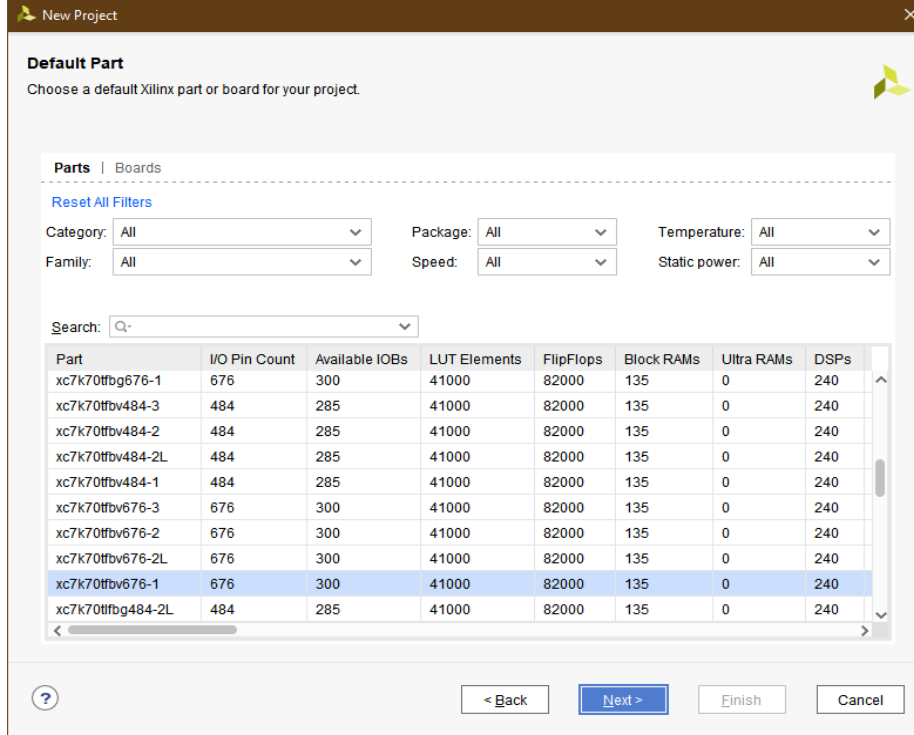 New Project
Default Part
Choose a default Xilinx part or board for your project.
Parts | Boards
Reset All Filters
Category: All Package: All Temperature: All
Family: All Speed: All Static power: All
Search:
Part I/O Pin Count Available IOBs LUT Elements FlipFlops Block RAMs Ultra RAMs DSPs
xc7k70tfbg676-1 676 300 41000 82000 135 0 240
xc7k70tfbv484-3 484 285 41000 82000 135 0 240
xc7k70tfbv484-2 484 285 41000 82000 135 0 240
xc7k70tfbv484-2L 484 285 41000 82000 135 0 240
xc7k70tfbv484-1 484 285 41000 82000 135 0 240
xc7k70tfbv676-3 676 300 41000 82000 135 0 240
xc7k70tfbv676-2 676 300 41000 82000 135 0 240
xc7k70tfbv676-2L 676 300 41000 82000 135 0 240
xc7k70tfbv676-1 676 300 41000 82000 135 0 240
xc7k70tlfbg484-2L 484 285 41000 82000 135 0 240
? < Back Next > Finish Cancel